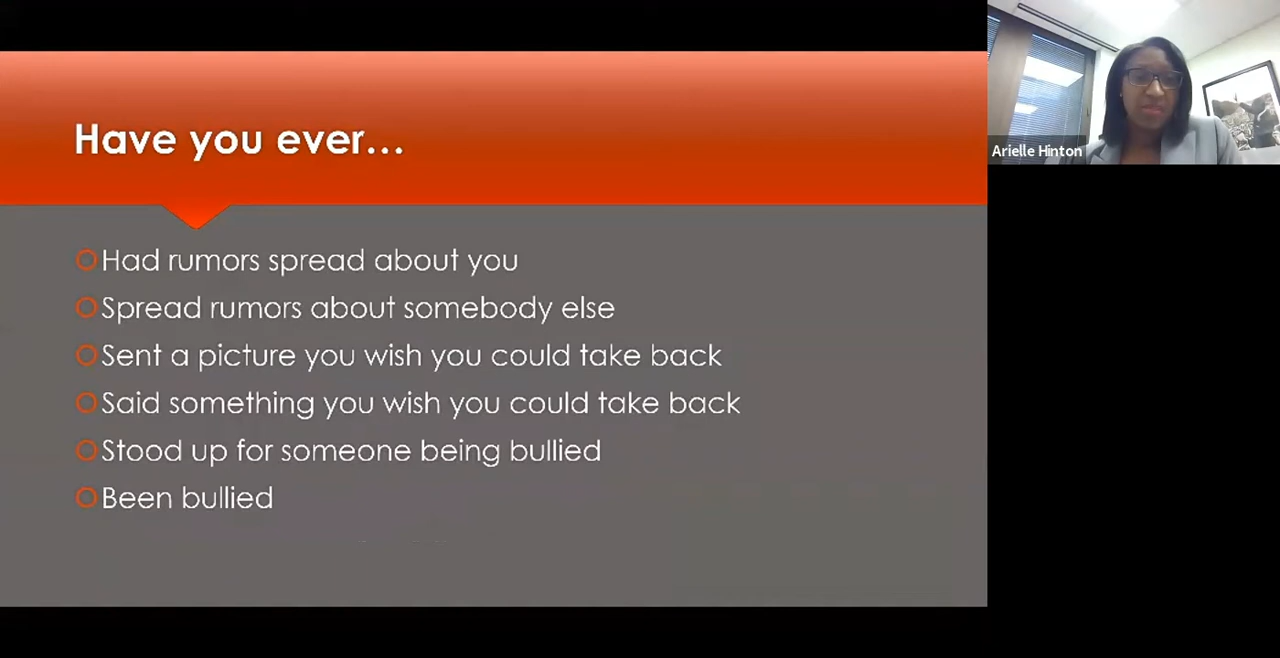 Have you ever...
Had rumors spread about you
Spread rumors about somebody else
Sent a picture you wish you could take back
Said something you wish you could take back
Stood up for someone being bullied
Been bullied
Arielle Hinton